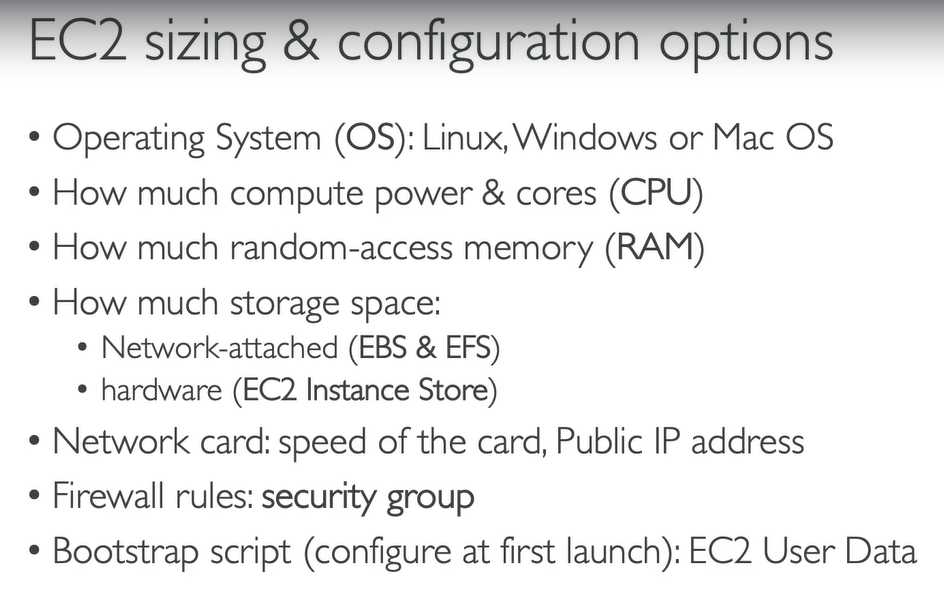 EC2 sizing & configuration options
• Operating System (OS): Linux, Windows or Mac OS
• How much compute power & cores (CPU)
• How much random-access memory (RAM)
• How much storage space:
• Network-attached (EBS & EFS)
• hardware (EC2 Instance Store)
• Network card: speed of the card, Public IP address
• Firewall rules: security group
• Bootstrap script (configure at first launch): EC2 User Data